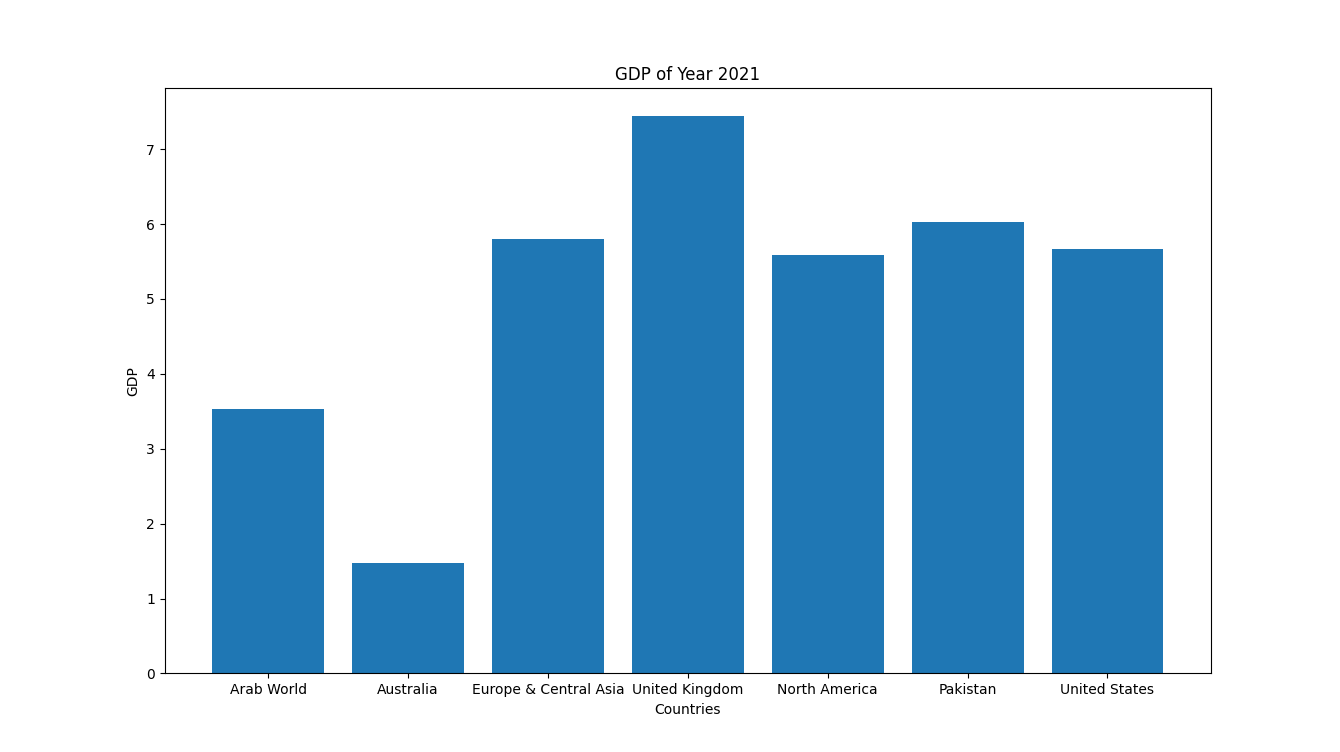 GDP of Year 2021
7
6
5
4
3
2
1
0
GDP
Arab World Australia Europe & Central Asia United Kingdom North America Pakistan United States
Countries